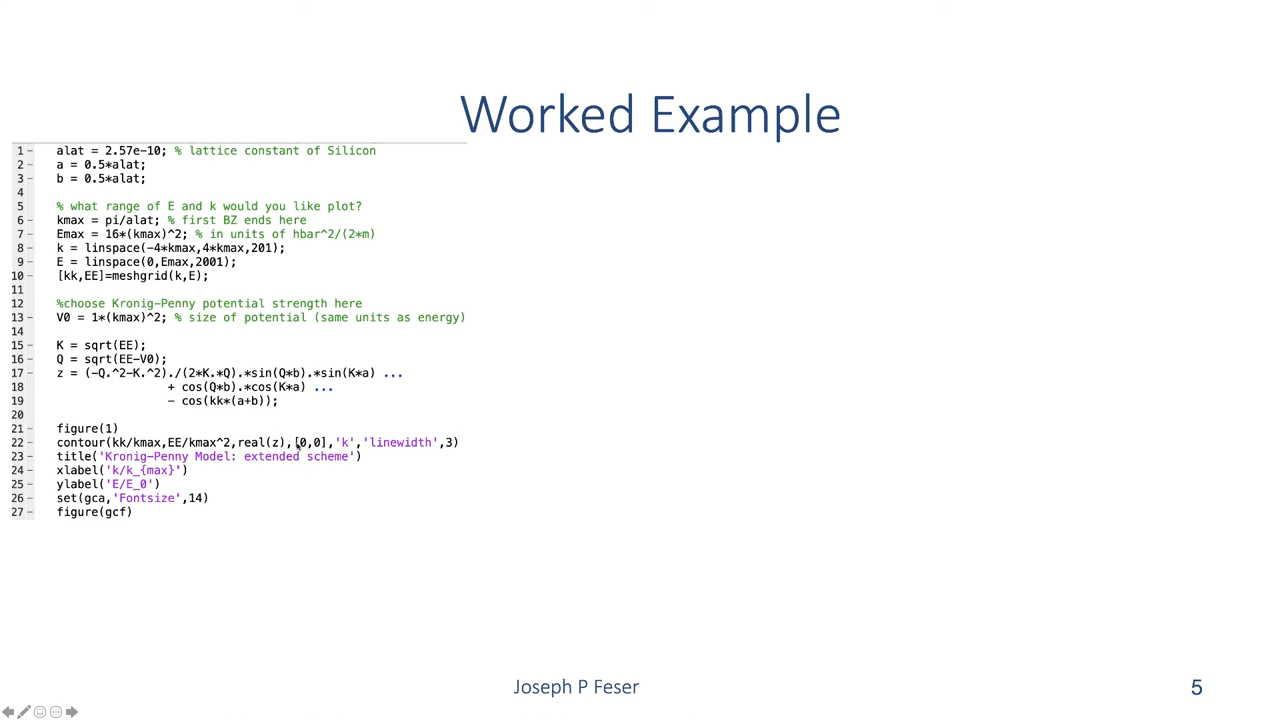 Worked Example
1 – alat = 2.57e-10; % lattice constant of Silicon
2 – a = 0.5*alat;
3 – b = 0.5*alat;
4
5 % what range of E and k would you like plot?
6 – kmax = pi/alat; % first BZ ends here
7 – Emax = 16*(kmax)^2; % in units of hbar^2/(2*m)
8 – k = linspace(-4*kmax,4*kmax,201);
9 – E = linspace(0,Emax,2001);
10 – [kk,EE]=meshgrid(k,E);
11
12 %choose Kronig-Penny potential strength here
13 – V0 = 1*(kmax)^2; % size of potential (same units as energy)
14
15 – K = sqrt(EE);
16 – Q = sqrt(EE-V0);
17 – z = (-Q.^2-K.^2)./(2*K.*Q).*sin(Q*b).*sin(K*a) ...
18 + cos(Q*b).*cos(K*a) ...
19 – cos(kk*(a+b));
20
21 – figure(1)
22 – contour(kk/kmax,EE/kmax^2,real(z),[0,0],'k','linewidth',3)
23 – title('Kronig-Penny Model: extended scheme')
24 – xlabel('k/k_{max}')
25 – ylabel('E/E_0')
26 – set(gca,'Fontsize',14)
27 – figure(gcf)
Joseph P Feser
5